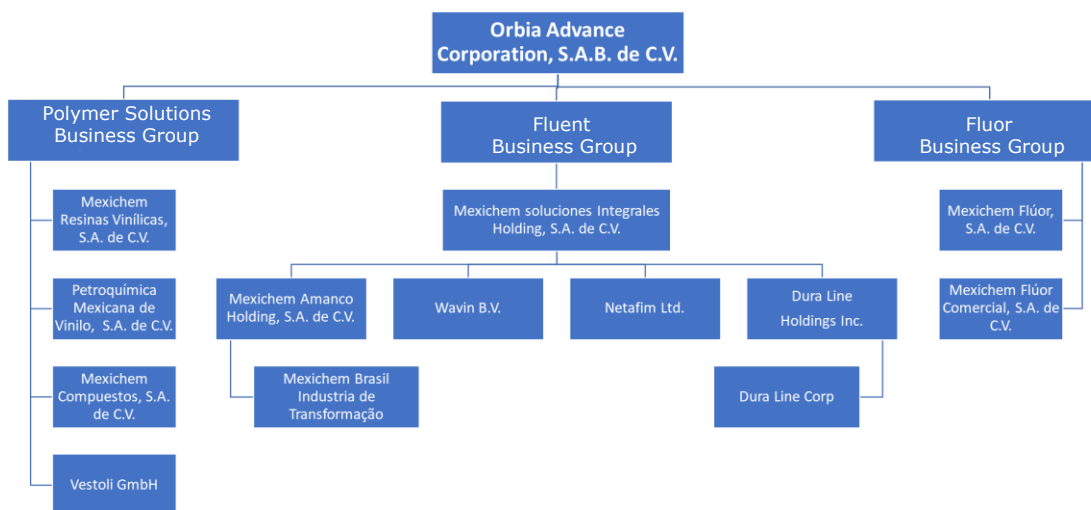 Orbia Advance
Corporation, S.A.B. de C.V.
Polymer Solutions
Business Group
Fluent
Business Group
Fluor
Business Group
Mexichem
Resinas Vinílicas,
S.A. de C.V.
Mexichem soluciones Integrales
Holding, S.A. de C.V.
Mexichem Flúor,
S.A. de C.V.
Petroquímica
Mexicana de
Vinilo, S.A. de C.V.
Mexichem Amanco
Holding, S.A. de C.V.
Wavin B.V.
Netafim Ltd.
Dura Line
Holdings Inc.
Mexichem Flúor
Comercial, S.A. de
C.V.
Mexichem
Compuestos, S.A.
de C.V.
Mexichem Brasil
Industria de
Transformação
Dura Line Corp
Vestoli GmbH